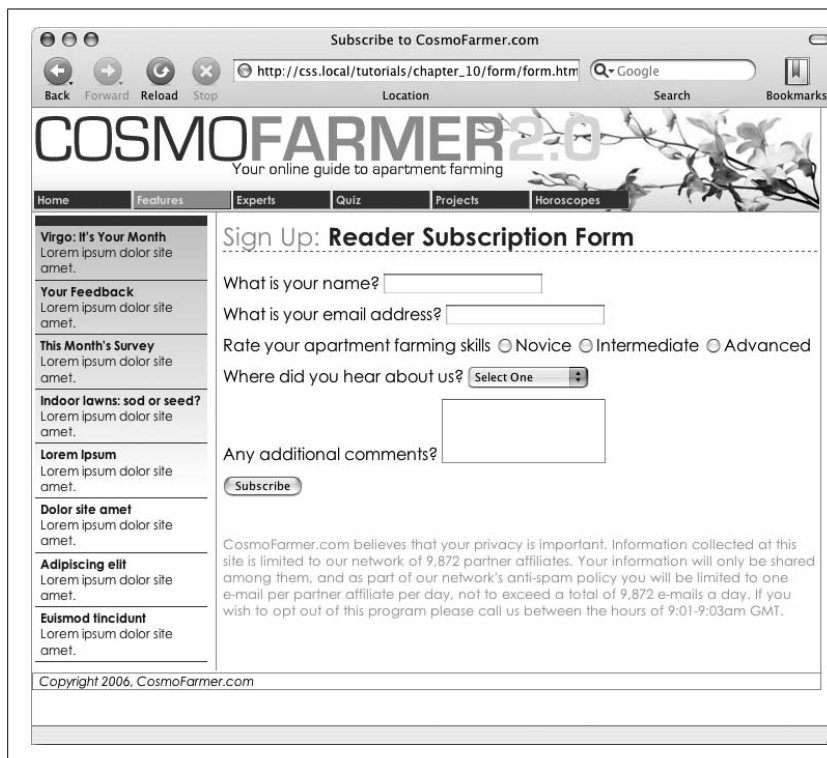 Subscribe to CosmoFarmer.com
http://css.local/tutorials/chapter_10/form/form.htm
Google
Back Forward Reload Stop Location Search Bookmarks
COSMOFARMER2.0
Your online guide to apartment farming
Home Features Experts Quiz Projects Horoscopes
Virgo: It's Your Month
Lorem ipsum dolor site
amet.
Your Feedback
Lorem ipsum dolor site
amet.
This Month's Survey
Lorem ipsum dolor site
amet.
Indoor lawns: sod or seed?
Lorem ipsum dolor site
amet.
Lorem Ipsum
Lorem ipsum dolor site
amet.
Dolor site amet
Lorem ipsum dolor site
amet.
Adipiscing elit
Lorem ipsum dolor site
amet.
Euismod tincidunt
Lorem ipsum dolor site
amet.
Sign Up: Reader Subscription Form
What is your name?
What is your email address?
Rate your apartment farming skills Novice Intermediate Advanced
Where did you hear about us? Select One
Any additional comments?
Subscribe
CosmoFarmer.com believes that your privacy is important. Information collected at this
site is limited to our network of 9,872 partner affiliates. Your information will only be shared
among them, and as part of our network's anti-spam policy you will be limited to one
e-mail per partner affiliate per day, not to exceed a total of 9,872 e-mails a day. If you
wish to opt out of this program please call us between the hours of 9:01-9:03am GMT.
Copyright 2006, CosmoFarmer.com